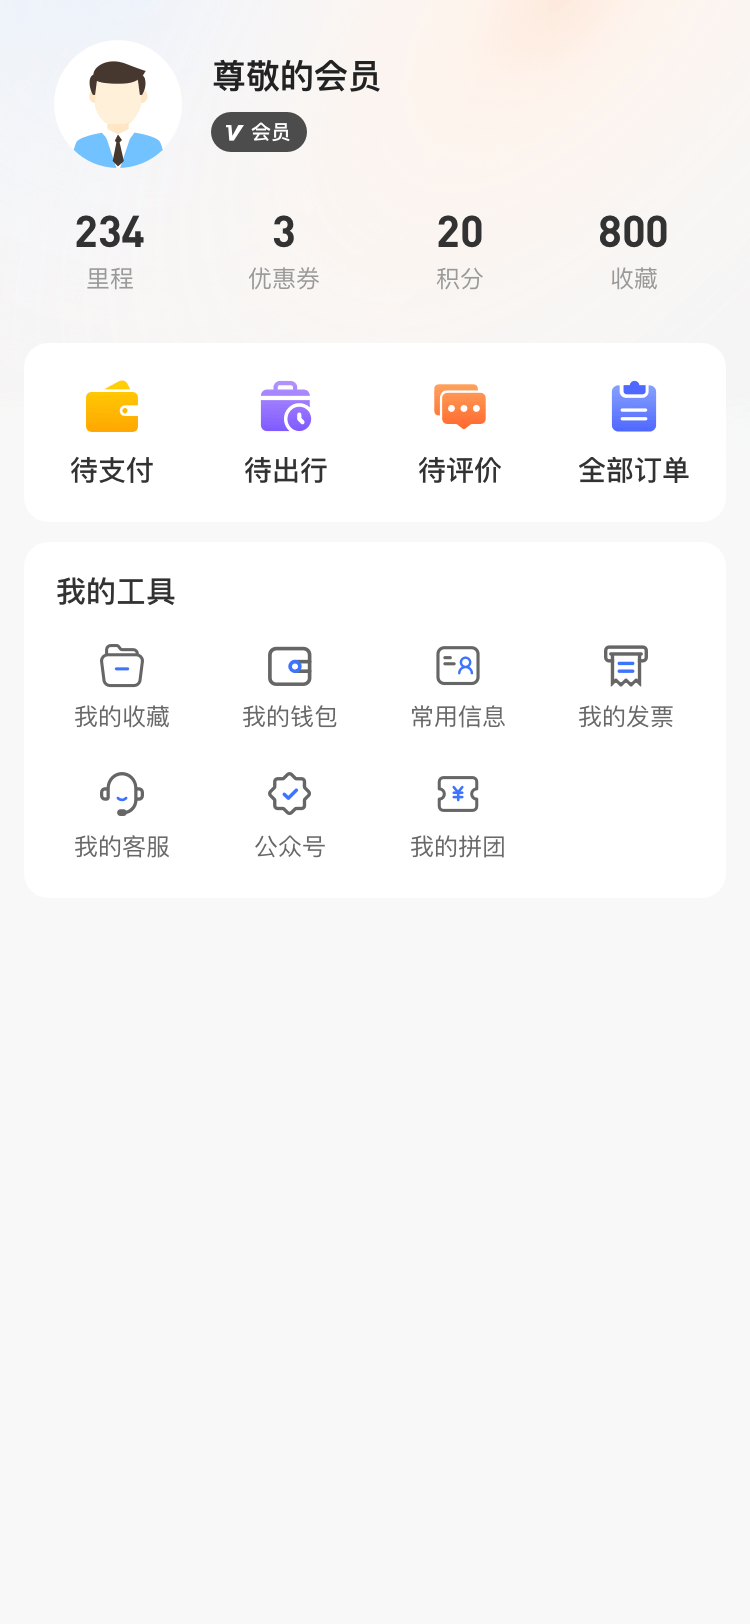 尊敬的会员
V 会员
234 3 20 800
里程 优惠券 积分 收藏
待支付 待出行 待评价 全部订单
我的工具
我的收藏 我的钱包 常用信息 我的发票
¥
我的客服 公众号 我的拼团